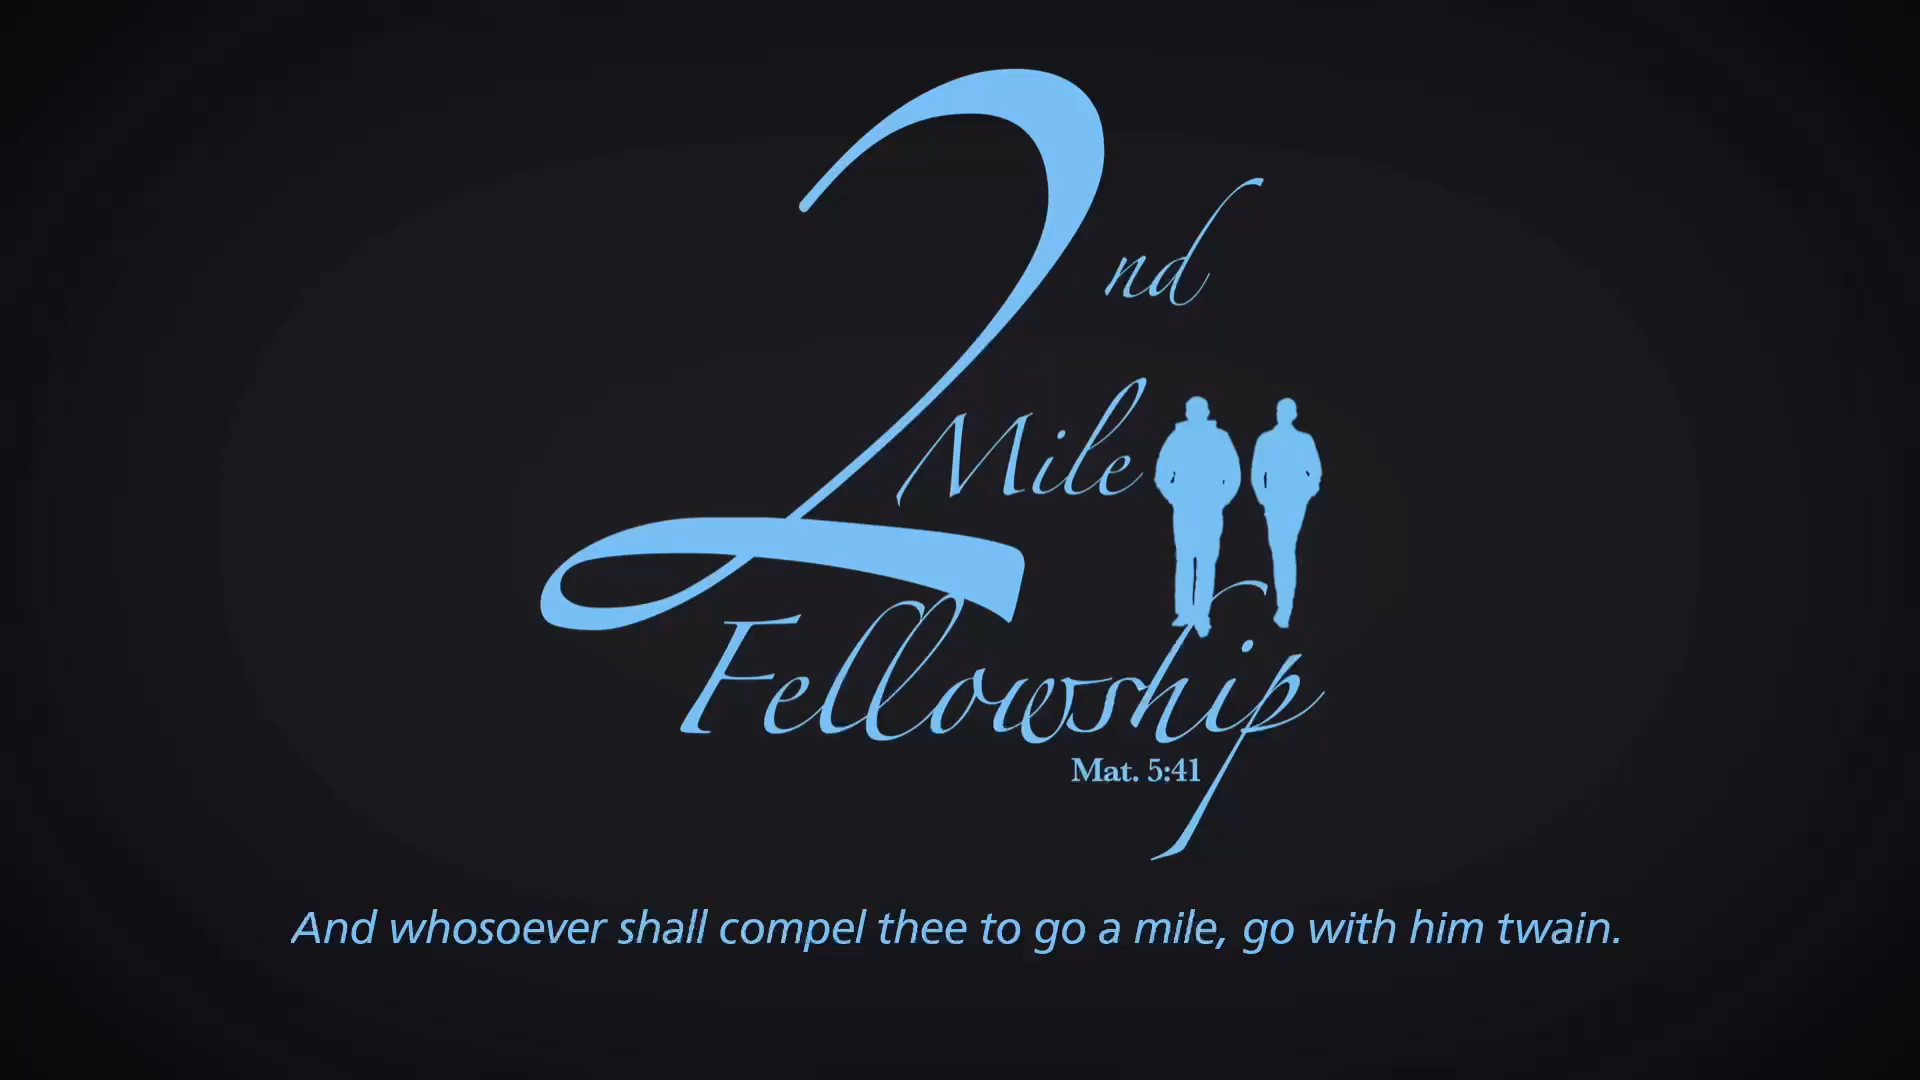 2nd
Mile
Fellowship
Mat. 5:41
And whosoever shall compel thee to go a mile, go with him twain.